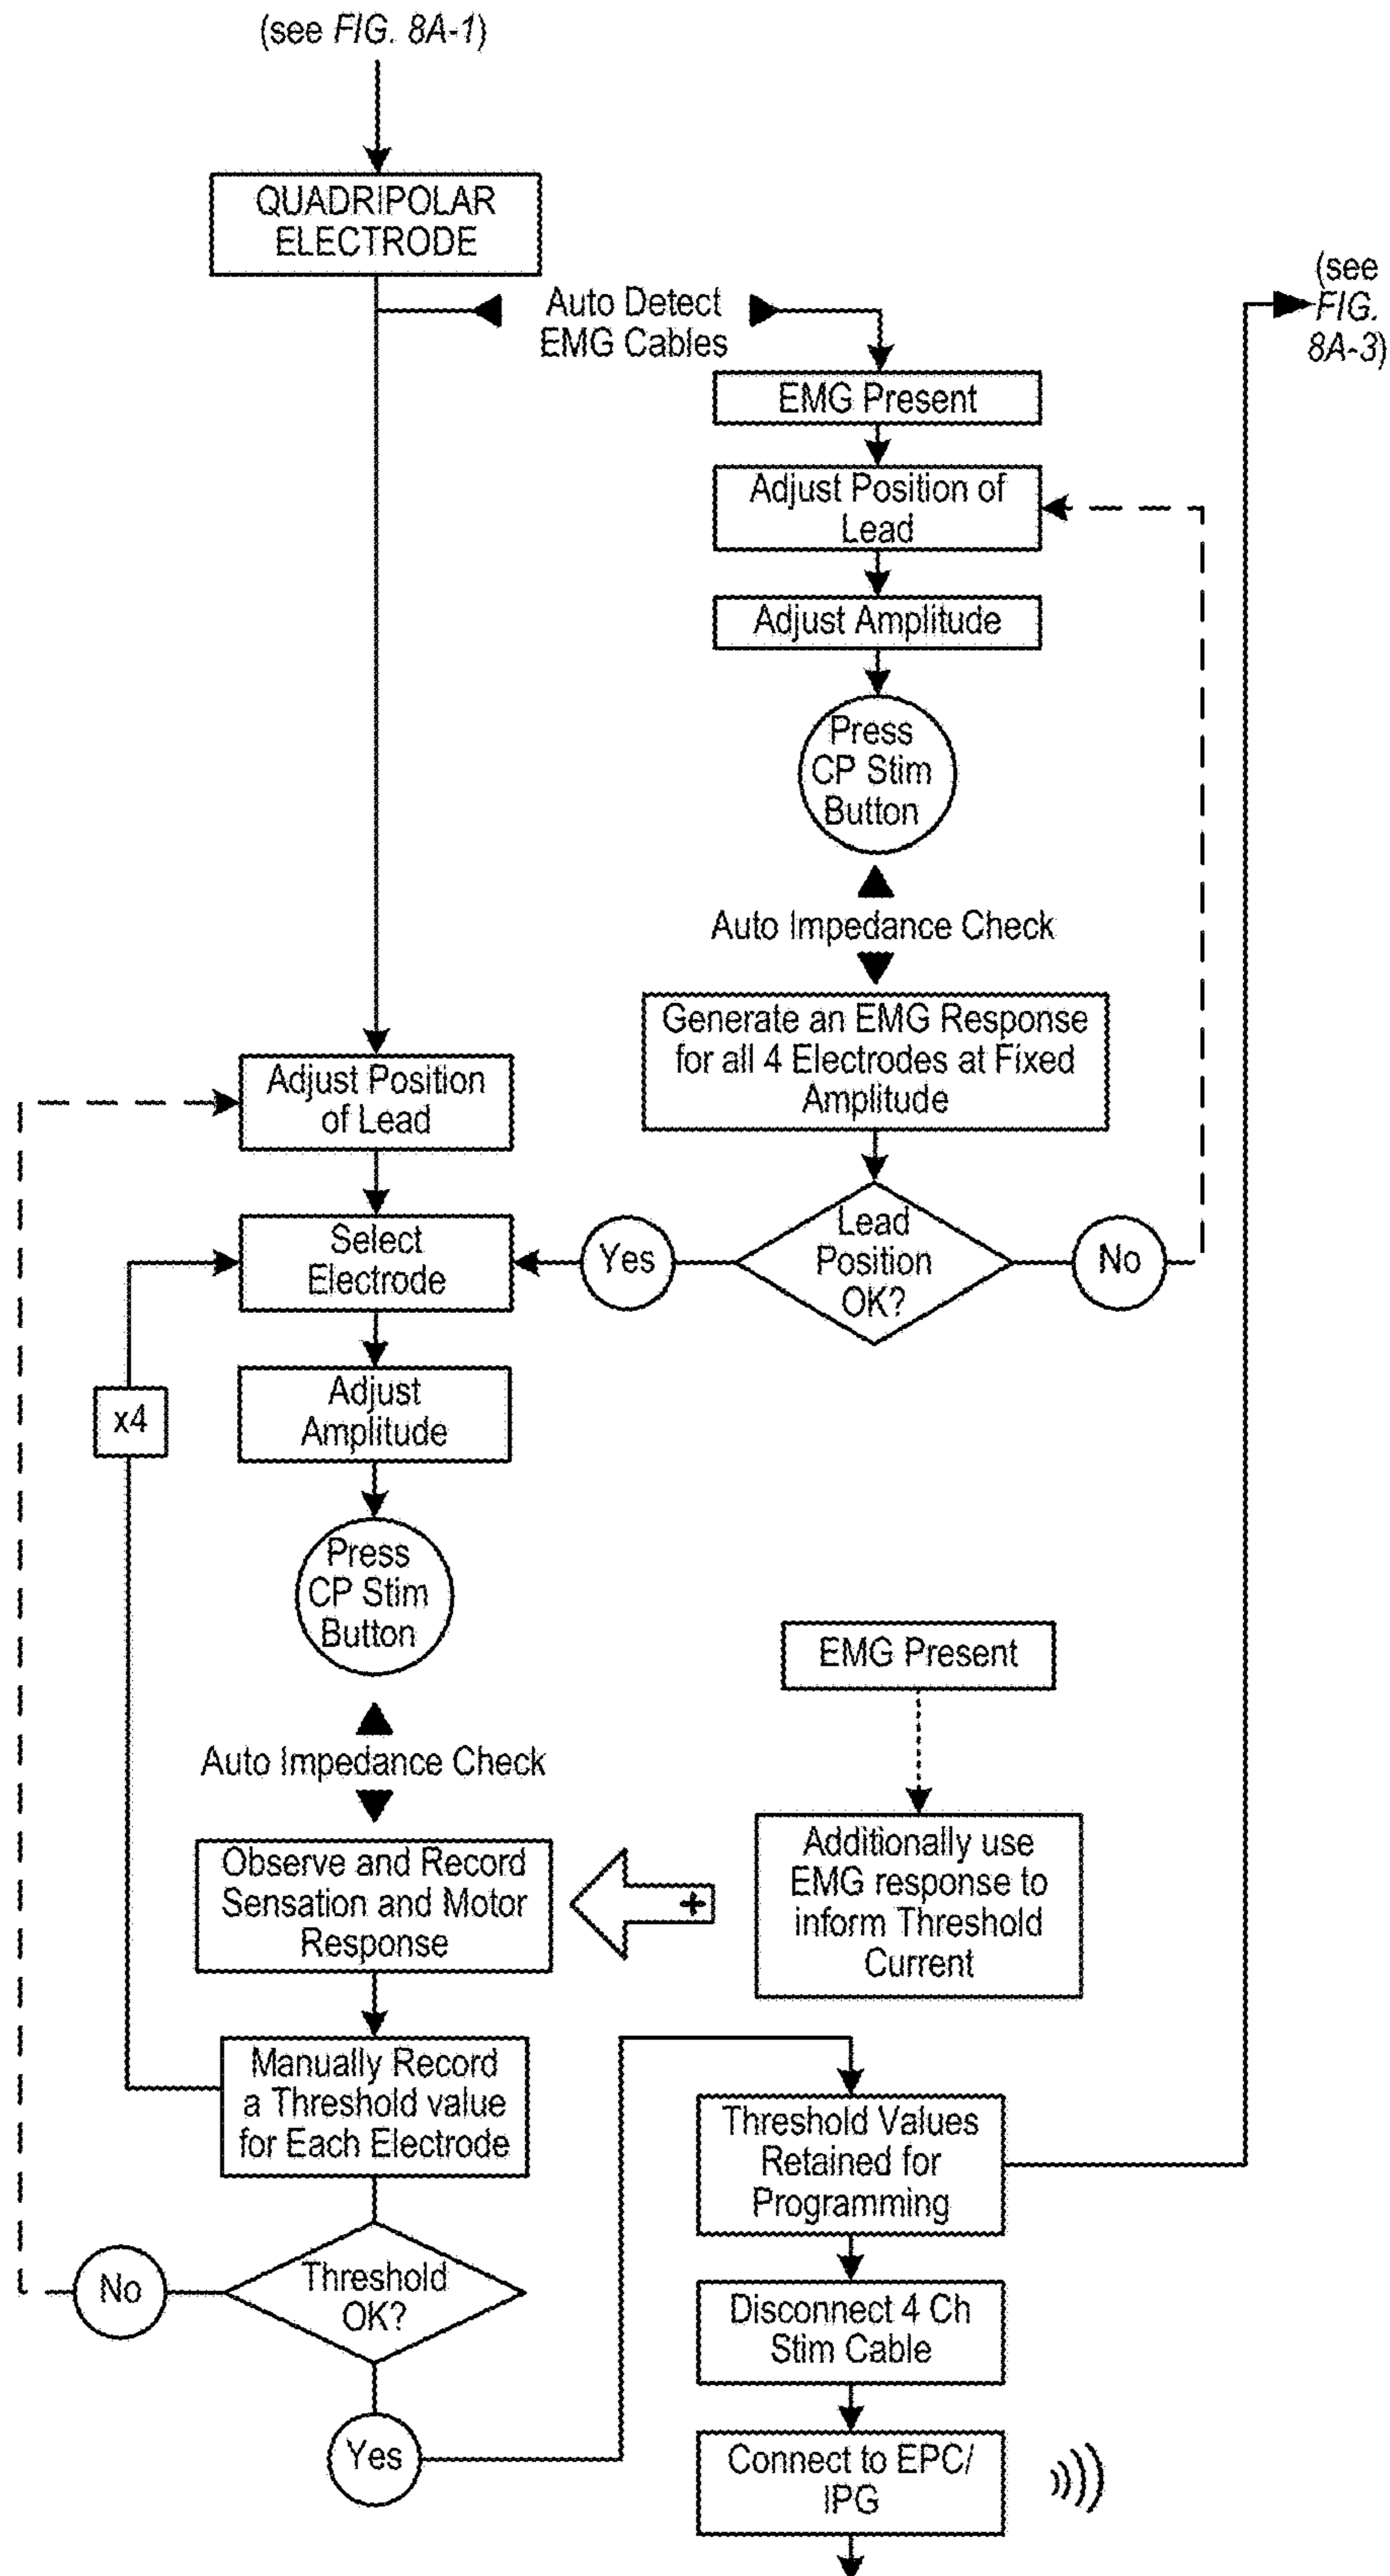 (see FIG. 8A-1)
QUADRIPOLAR
ELECTRODE
Auto Detect
EMG Cables
(see
FIG.
8A-3)
EMG Present
Adjust Position of
Lead
Adjust Amplitude
Press
CP Stim
Button
Auto Impedance Check
Generate an EMG Response
for all 4 Electrodes at Fixed
Amplitude
Adjust Position
of Lead
Lead
Position
OK?
Yes
No
Select
Electrode
x4
Adjust
Amplitude
Press
CP Stim
Button
Auto Impedance Check
EMG Present
Additionally use
EMG response to
inform Threshold
Current
+
Observe and Record
Sensation and Motor
Response
Manually Record
a Threshold value
for Each Electrode
Threshold
OK?
No
Yes
Threshold Values
Retained for
Programming
Disconnect 4 Ch
Stim Cable
Connect to EPC/
IPG